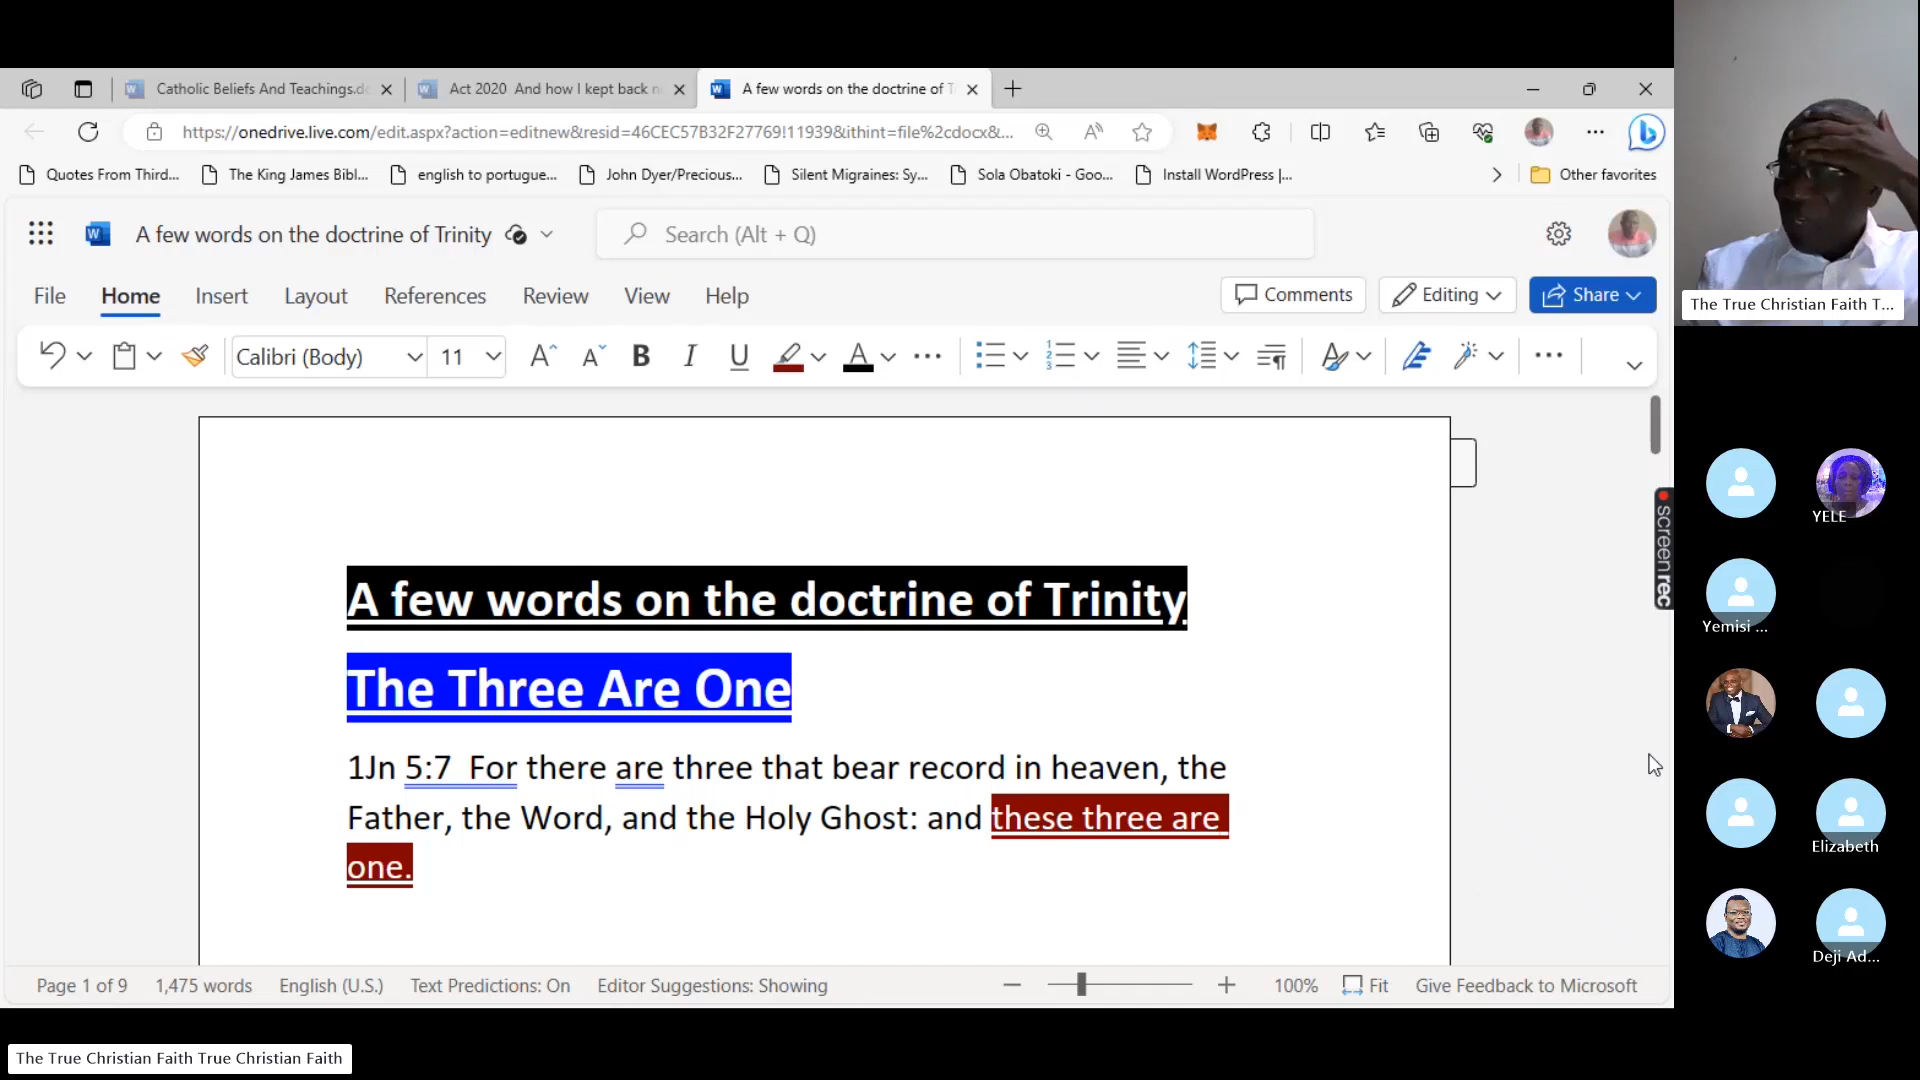 Catholic Beliefs And Teachings.d
Act 2020 And how I kept back n
A few words on the doctrine of T
https://onedrive.live.com/edit.aspx?action=editnew&resid=46CEC57B32F27769!11939&ithint=file%2cdocx&...
Quotes From Third...
The King James Bibl...
english to portugue...
John Dyer/Precious...
Silent Migraines: Sy...
Sola Obatoki - Goo...
Install WordPress |...
Other favorites
A few words on the doctrine of Trinity
Search (Alt + Q)
File Home Insert Layout References Review View Help
Comments Editing Share
Calibri (Body) 11
The True Christian Faith T...
A few words on the doctrine of Trinity
The Three Are One
1Jn 5:7 For there are three that bear record in heaven, the
Father, the Word, and the Holy Ghost: and these three are
one.
screenrec
YELE
Yemisi ...
Elizabeth
Deji Ad...
Page 1 of 9 1,475 words English (U.S.) Text Predictions: On Editor Suggestions: Showing 100% Fit Give Feedback to Microsoft
The True Christian Faith True Christian Faith